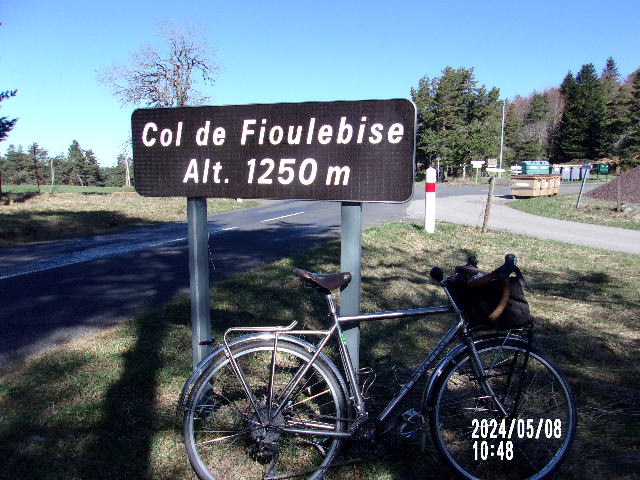 Col de Fioulebise
Alt. 1250 m
2024/05/08
10:48